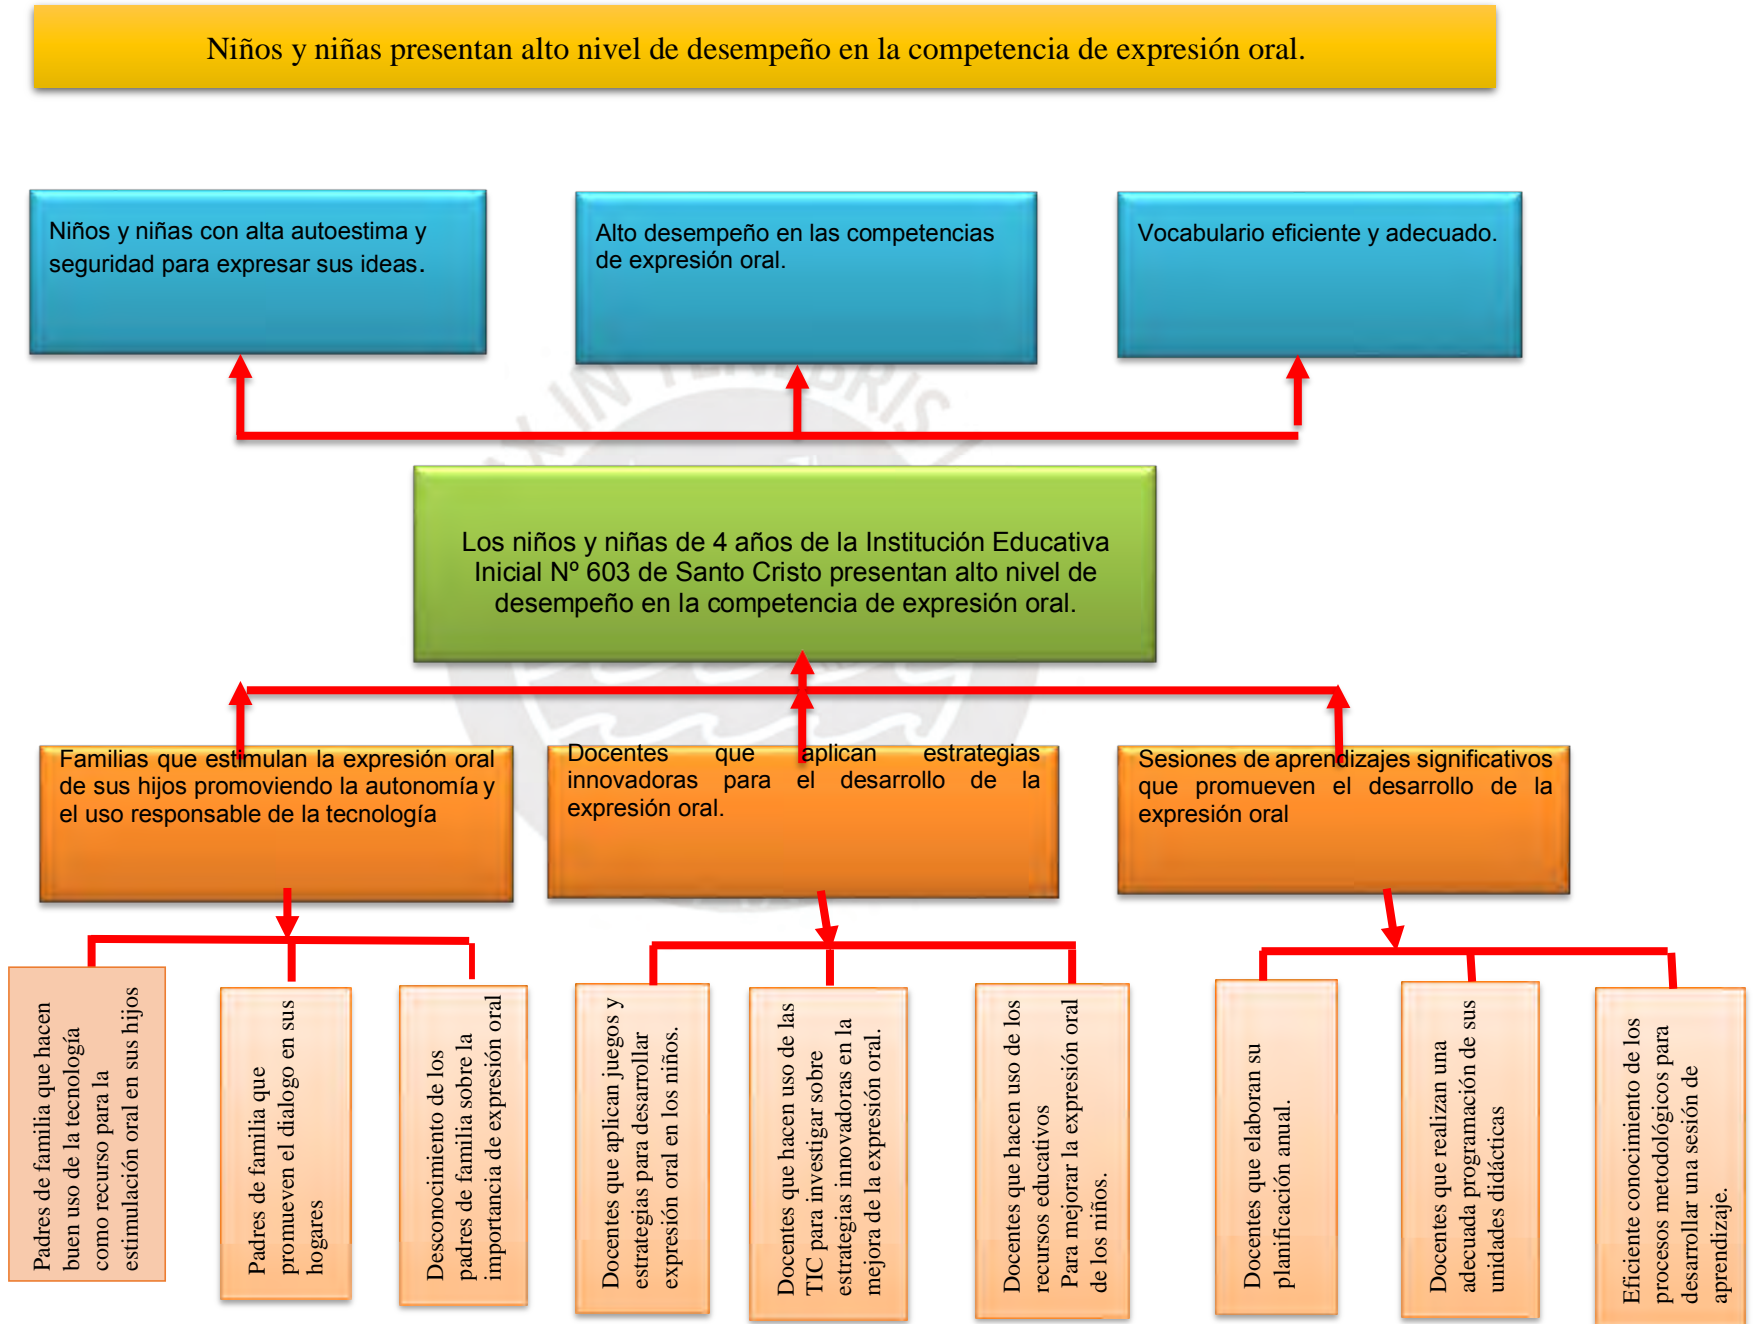 Niños y niñas presentan alto nivel de desempeño en la competencia de expresión oral.
Niños y niñas con alta autoestima y
seguridad para expresar sus ideas.
Alto desempeño en las competencias
de expresión oral.
Vocabulario eficiente y adecuado.
IN TENEBRIS
Los niños y niñas de 4 años de la Institución Educativa
Inicial Nº 603 de Santo Cristo presentan alto nivel de
desempeño en la competencia de expresión oral.
Familias que estimulan la expresión oral
de sus hijos promoviendo la autonomía y
el uso responsable de la tecnología
Docentes que aplican estrategias
innovadoras para el desarrollo de la
expresión oral.
Sesiones de aprendizajes significativos
que promueven el desarrollo de la
expresión oral
Padres de familia que hacen
buen uso de la tecnología
como recurso para la
estimulación oral en sus hijos
Padres de familia que
promueven el dialogo en sus
hogares
Desconocimiento de los
padres de familia sobre la
importancia de expresión oral
Docentes que aplican juegos y
estrategias para desarrollar
expresión oral en los niños.
Docentes que hacen uso de las
TIC para investigar sobre
estrategias innovadoras en la
mejora de la expresión oral.
Docentes que hacen uso de los
recursos educativos
Para mejorar la expresión oral
de los niños.
Docentes que elaboran su
planificación anual.
Docentes que realizan una
adecuada programación de sus
unidades didácticas
Eficiente conocimiento de los
procesos metodológicos para
desarrollar una sesión de
aprendizaje.